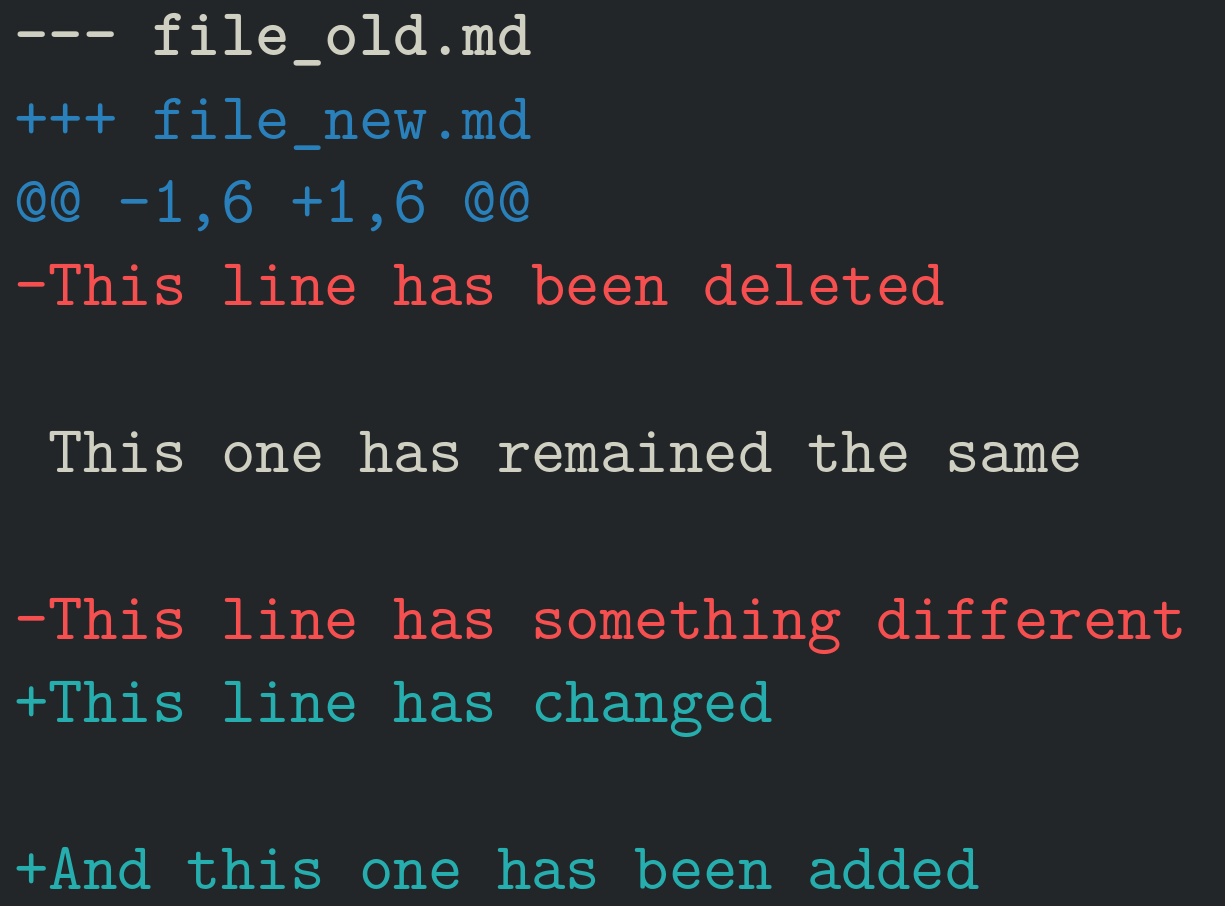 --- file_old.md
+++ file_new.md
@@ -1,6 +1,6 @@
-This line has been deleted
 This one has remained the same
-This line has something different
+This line has changed
+And this one has been added